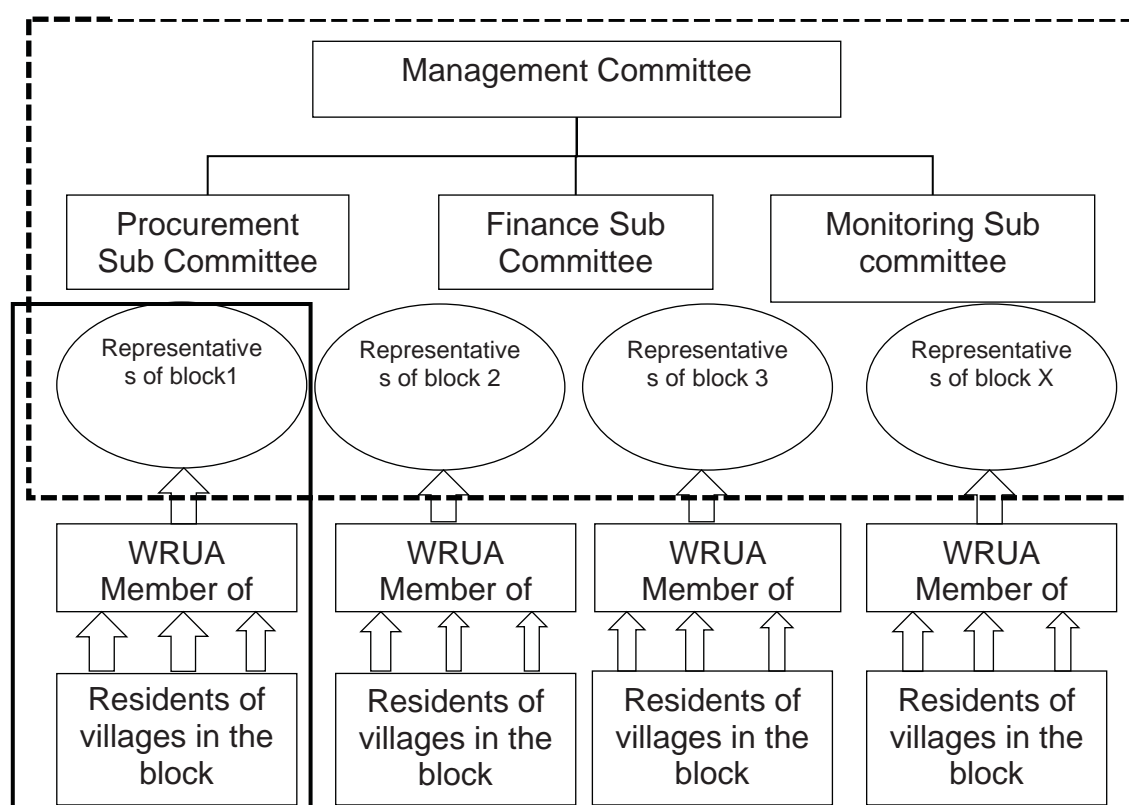 Management Committee
Procurement
Sub Committee
Finance Sub
Committee
Monitoring Sub
committee
Representative
s of block1
Representative
s of block 2
Representative
s of block 3
Representative
s of block X
WRUA
Member of
WRUA
Member of
WRUA
Member of
WRUA
Member of
Residents of
villages in the
block
Residents of
villages in the
block
Residents of
villages in the
block
Residents of
villages in the
block